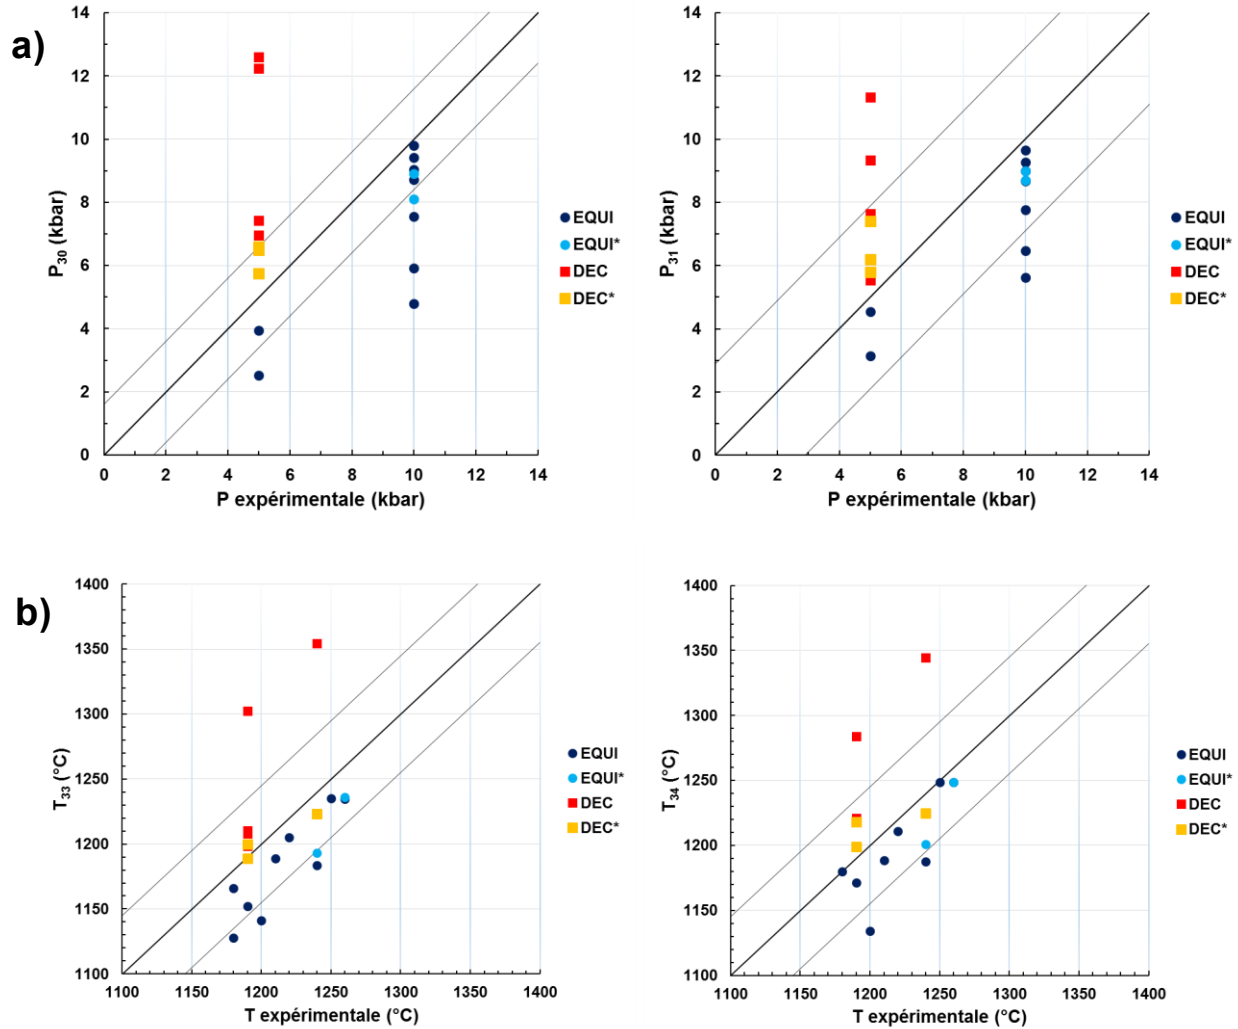 a)
14
12
10
8
6
4
2
0
P30 (kbar)
0 2 4 6 8 10 12 14
P expérimentale (kbar)
EQUI
EQUI*
DEC
DEC*
14
12
10
8
6
4
2
0
P31 (kbar)
0 2 4 6 8 10 12 14
P expérimentale (kbar)
EQUI
EQUI*
DEC
DEC*
b)
1400
1350
1300
1250
1200
1150
1100
T33 (°C)
1100 1150 1200 1250 1300 1350 1400
T expérimentale (°C)
EQUI
EQUI*
DEC
DEC*
1400
1350
1300
1250
1200
1150
1100
T34 (°C)
1100 1150 1200 1250 1300 1350 1400
T expérimentale (°C)
EQUI
EQUI*
DEC
DEC*